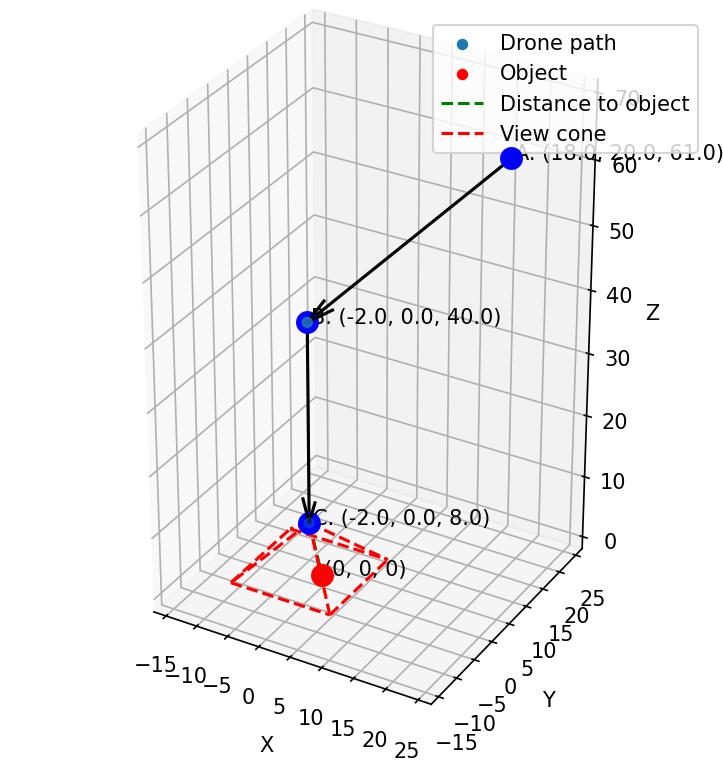 Drone path
Object
Distance to object
View cone
A: (18.0, 20.0, 61.0)
B: (-2.0, 0.0, 40.0)
C: (-2.0, 0.0, 8.0)
(0, 0, 0)
70
60
50
40
30
20
10
0
Z
−15
−10
−5
0
5
10
15
20
25
X
−15
−10
−5
0
5
10
15
20
25
Y